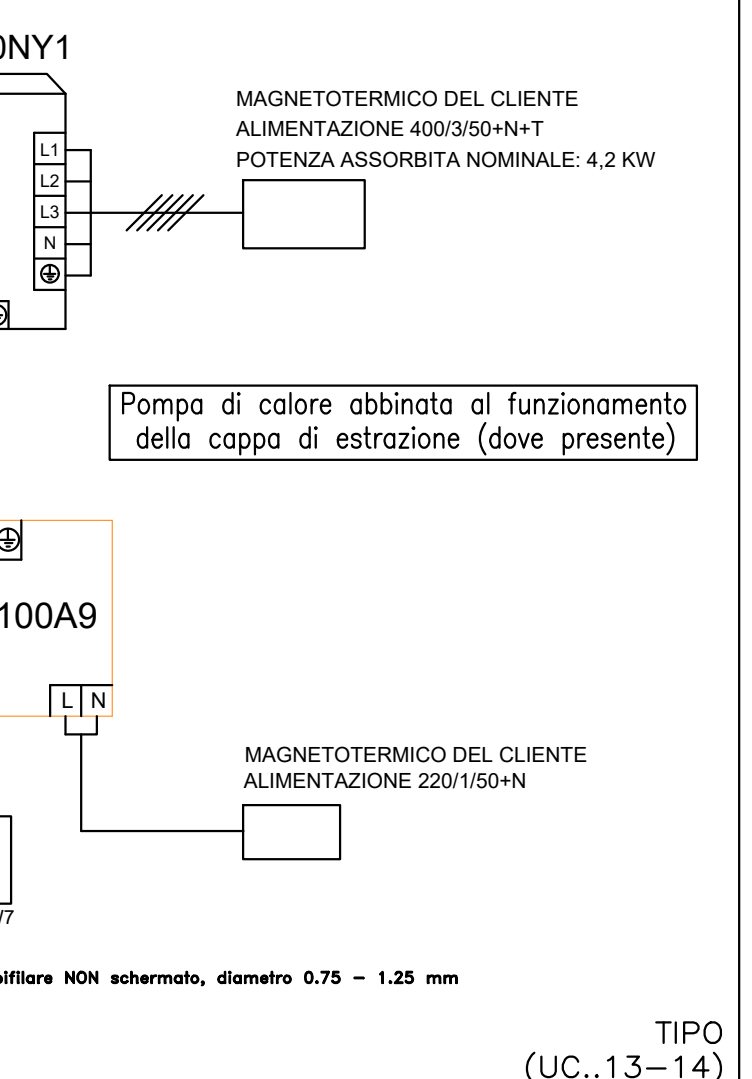 0NY1
MAGNETOTERMICO DEL CLIENTE
ALIMENTAZIONE 400/3/50+N+T
POTENZA ASSORBITA NOMINALE: 4,2 KW
L1
L2
L3
N
Pompa di calore abbinata al funzionamento
della cappa di estrazione (dove presente)
100A9
L N
MAGNETOTERMICO DEL CLIENTE
ALIMENTAZIONE 220/1/50+N
/7
bifilare NON schermato, diametro 0.75 – 1.25 mm
TIPO
(UC..13–14)